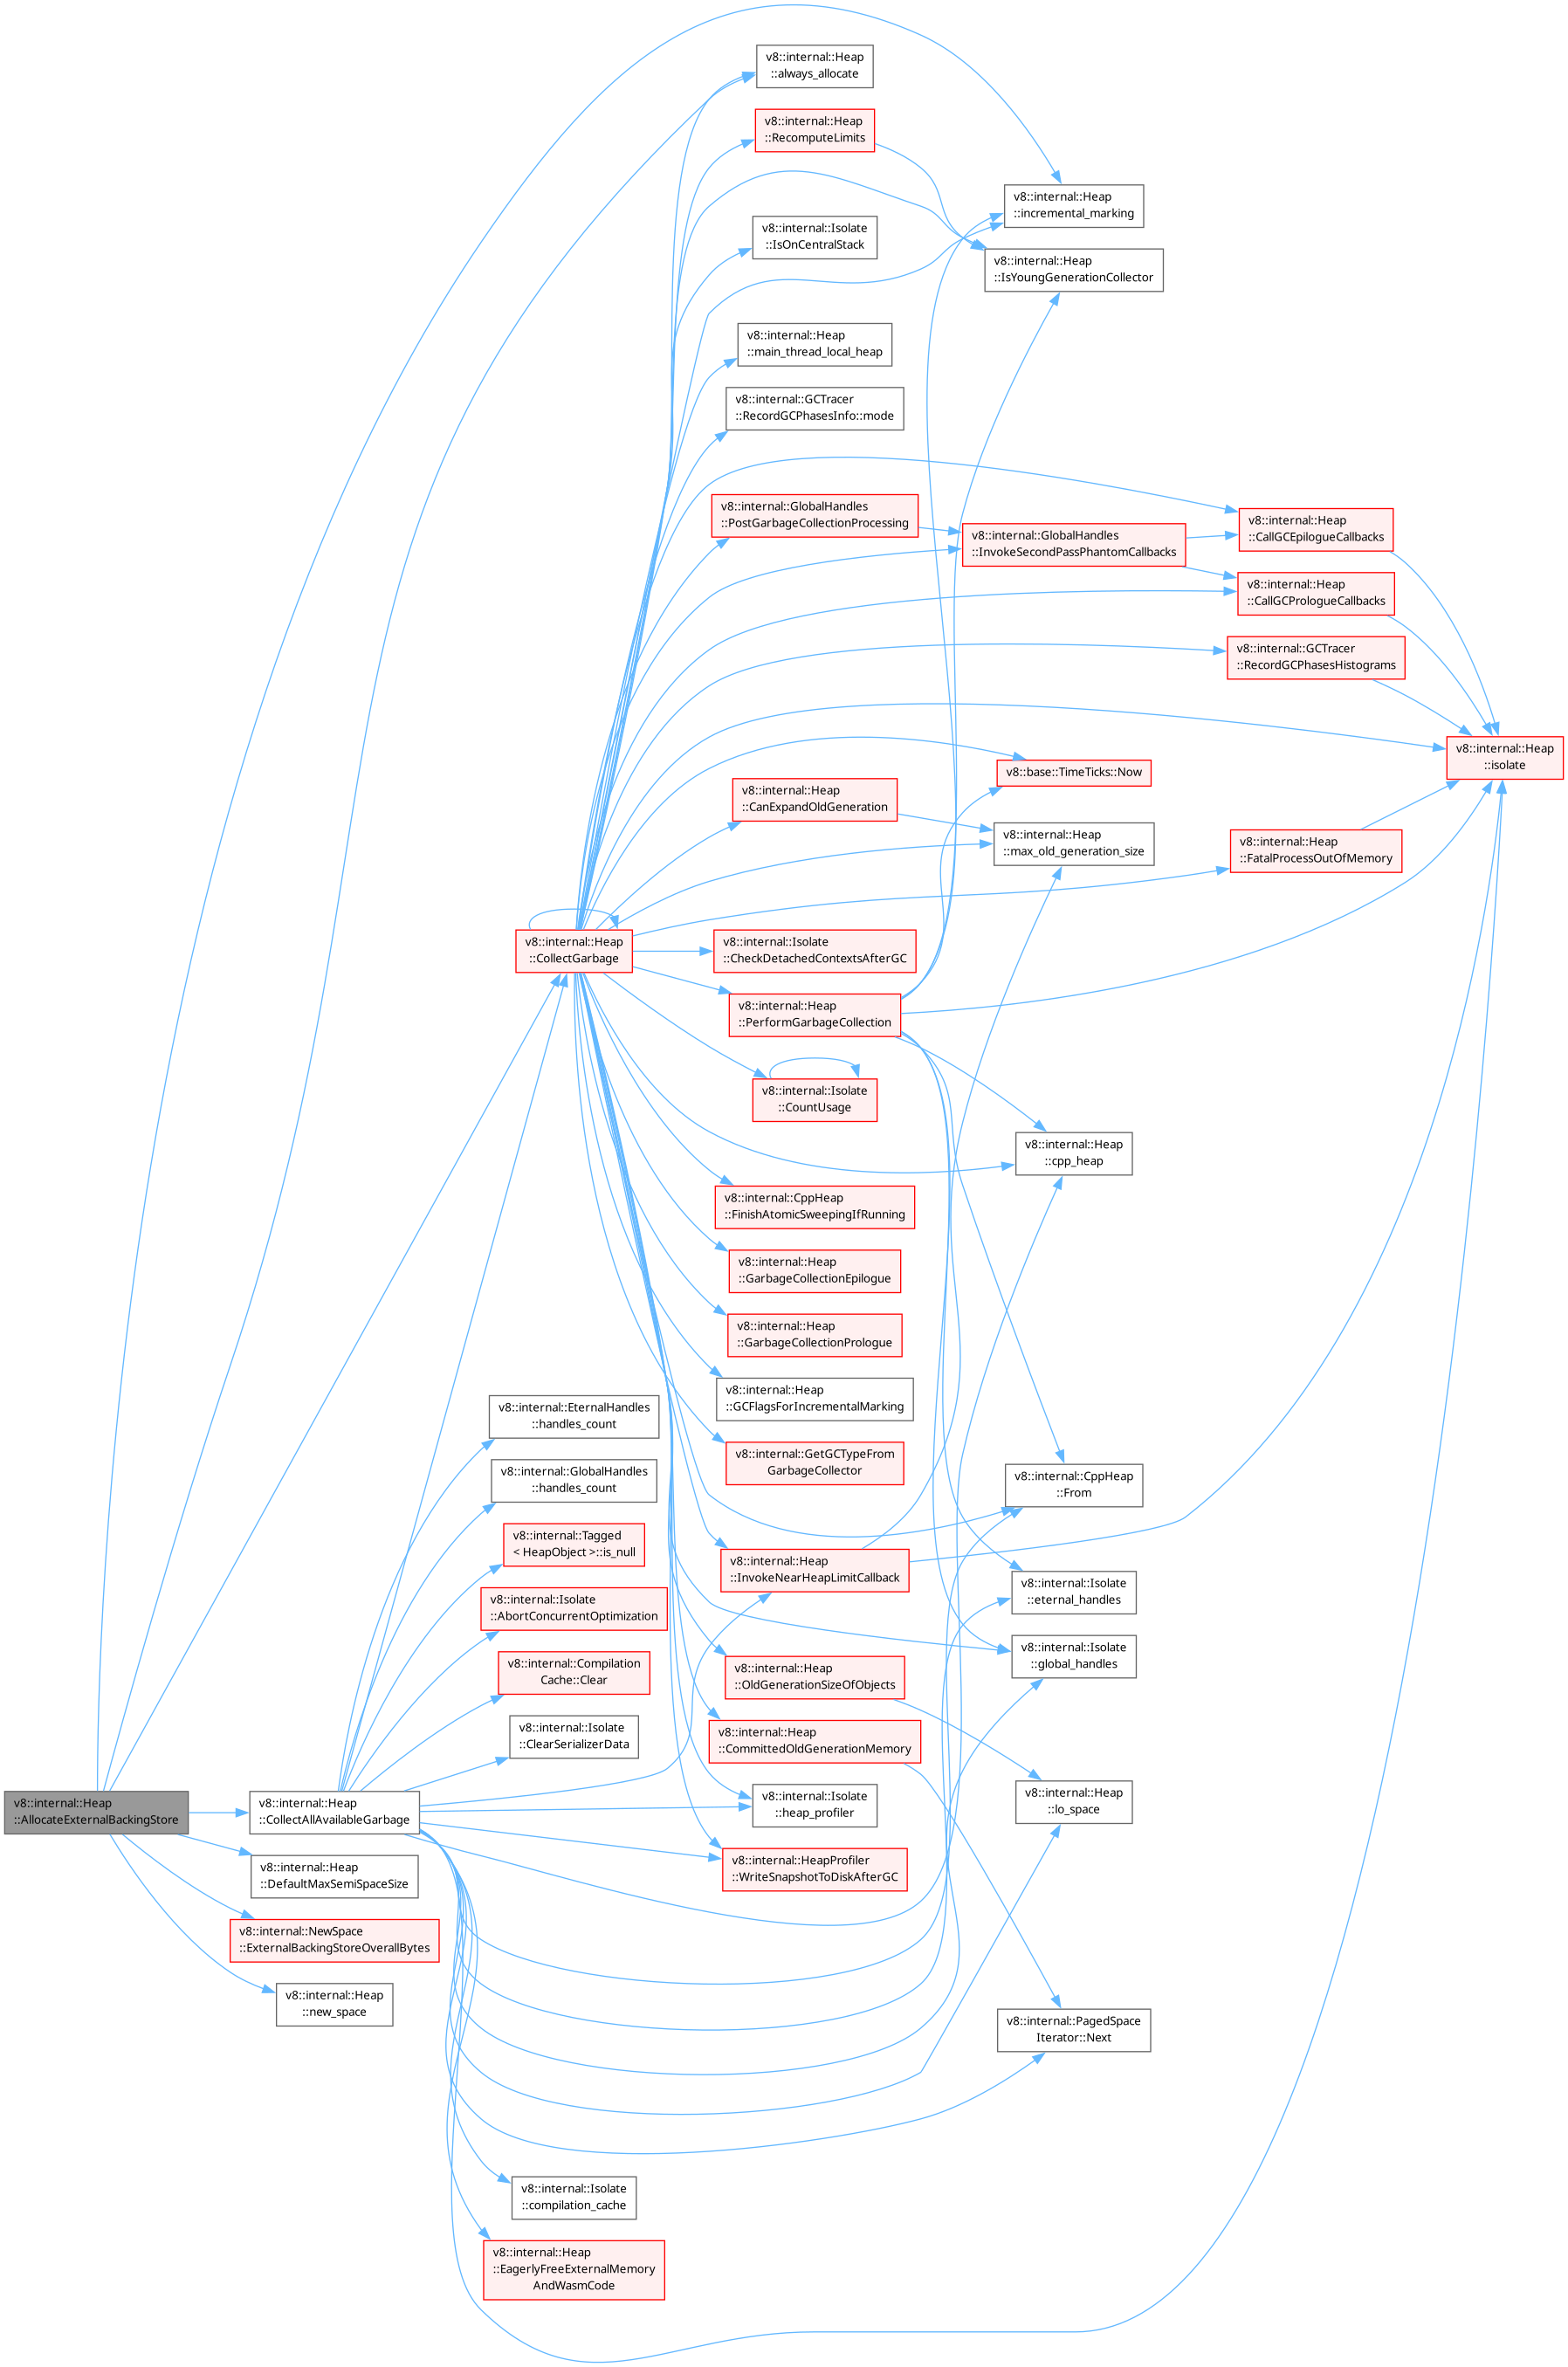 v8::internal::Heap
::always_allocate
v8::internal::Heap
::RecomputeLimits
v8::internal::Heap
::incremental_marking
v8::internal::Isolate
::IsOnCentralStack
v8::internal::Heap
::IsYoungGenerationCollector
v8::internal::Heap
::main_thread_local_heap
v8::internal::GCTracer
::RecordGCPhasesInfo::mode
v8::internal::GlobalHandles
::PostGarbageCollectionProcessing
v8::internal::GlobalHandles
::InvokeSecondPassPhantomCallbacks
v8::internal::Heap
::CallGCEpilogueCallbacks
v8::internal::Heap
::CallGCPrologueCallbacks
v8::internal::GCTracer
::RecordGCPhasesHistograms
v8::internal::Heap
::isolate
v8::base::TimeTicks::Now
v8::internal::Heap
::CanExpandOldGeneration
v8::internal::Heap
::max_old_generation_size
v8::internal::Heap
::FatalProcessOutOfMemory
v8::internal::Heap
::CollectGarbage
v8::internal::Isolate
::CheckDetachedContextsAfterGC
v8::internal::Heap
::PerformGarbageCollection
v8::internal::Isolate
::CountUsage
v8::internal::Heap
::cpp_heap
v8::internal::CppHeap
::FinishAtomicSweepingIfRunning
v8::internal::Heap
::GarbageCollectionEpilogue
v8::internal::Heap
::GarbageCollectionPrologue
v8::internal::Heap
::GCFlagsForIncrementalMarking
v8::internal::EternalHandles
::handles_count
v8::internal::GetGCTypeFrom
GarbageCollector
v8::internal::GlobalHandles
::handles_count
v8::internal::CppHeap
::From
v8::internal::Tagged
< HeapObject >::is_null
v8::internal::Heap
::InvokeNearHeapLimitCallback
v8::internal::Isolate
::eternal_handles
v8::internal::Isolate
::AbortConcurrentOptimization
v8::internal::Isolate
::global_handles
v8::internal::Compilation
Cache::Clear
v8::internal::Heap
::OldGenerationSizeOfObjects
v8::internal::Isolate
::ClearSerializerData
v8::internal::Heap
::CommittedOldGenerationMemory
v8::internal::Heap
::AllocateExternalBackingStore
v8::internal::Heap
::CollectAllAvailableGarbage
v8::internal::Isolate
::heap_profiler
v8::internal::Heap
::lo_space
v8::internal::Heap
::DefaultMaxSemiSpaceSize
v8::internal::HeapProfiler
::WriteSnapshotToDiskAfterGC
v8::internal::NewSpace
::ExternalBackingStoreOverallBytes
v8::internal::Heap
::new_space
v8::internal::PagedSpace
Iterator::Next
v8::internal::Isolate
::compilation_cache
v8::internal::Heap
::EagerlyFreeExternalMemory
AndWasmCode